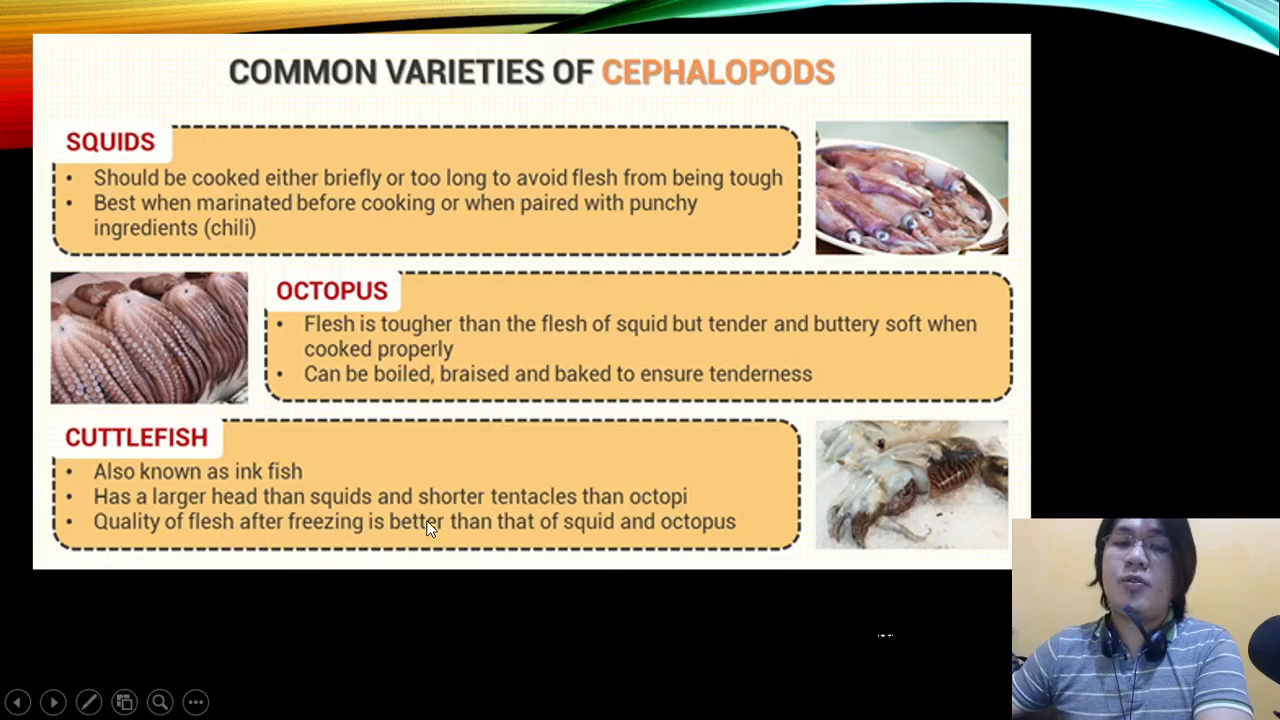 COMMON VARIETIES OF CEPHALOPODS
SQUIDS
• Should be cooked either briefly or too long to avoid flesh from being tough
• Best when marinated before cooking or when paired with punchy
ingredients (chili)
OCTOPUS
• Flesh is tougher than the flesh of squid but tender and buttery soft when
cooked properly
• Can be boiled, braised and baked to ensure tenderness
CUTTLEFISH
• Also known as ink fish
• Has a larger head than squids and shorter tentacles than octopi
• Quality of flesh after freezing is better than that of squid and octopus